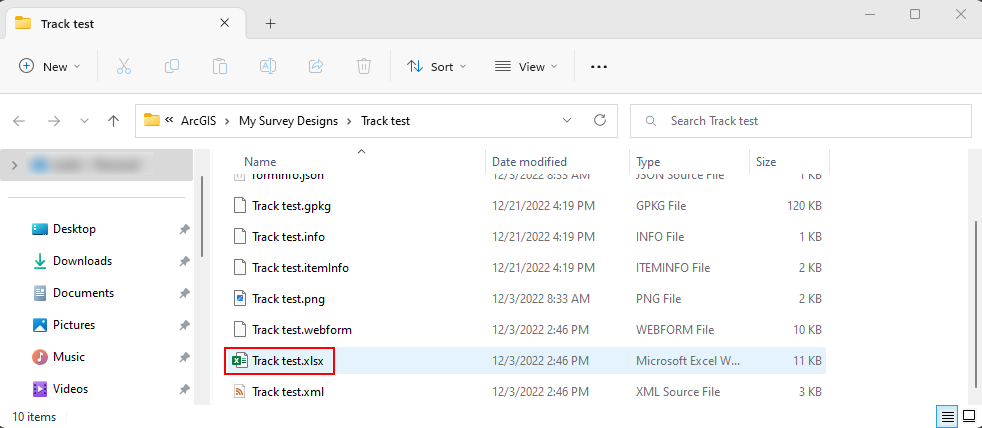 Track test
New
Sort
View
« ArcGIS > My Survey Designs > Track test
Search Track test
Name Date modified Type Size
forminfo.json 12/3/2022 8:33 AM JSON Source File 1 KB
Track test.gpkg 12/21/2022 4:19 PM GPKG File 120 KB
Track test.info 12/21/2022 4:19 PM INFO File 1 KB
Track test.itemInfo 12/21/2022 4:19 PM ITEMINFO File 2 KB
Track test.png 12/3/2022 8:33 AM PNG File 2 KB
Track test.webform 12/3/2022 2:46 PM WEBFORM File 10 KB
Track test.xlsx 12/3/2022 2:46 PM Microsoft Excel W... 11 KB
Track test.xml 12/3/2022 2:46 PM XML Source File 2 KB
Desktop
Downloads
Documents
Pictures
Music
Videos
10 items